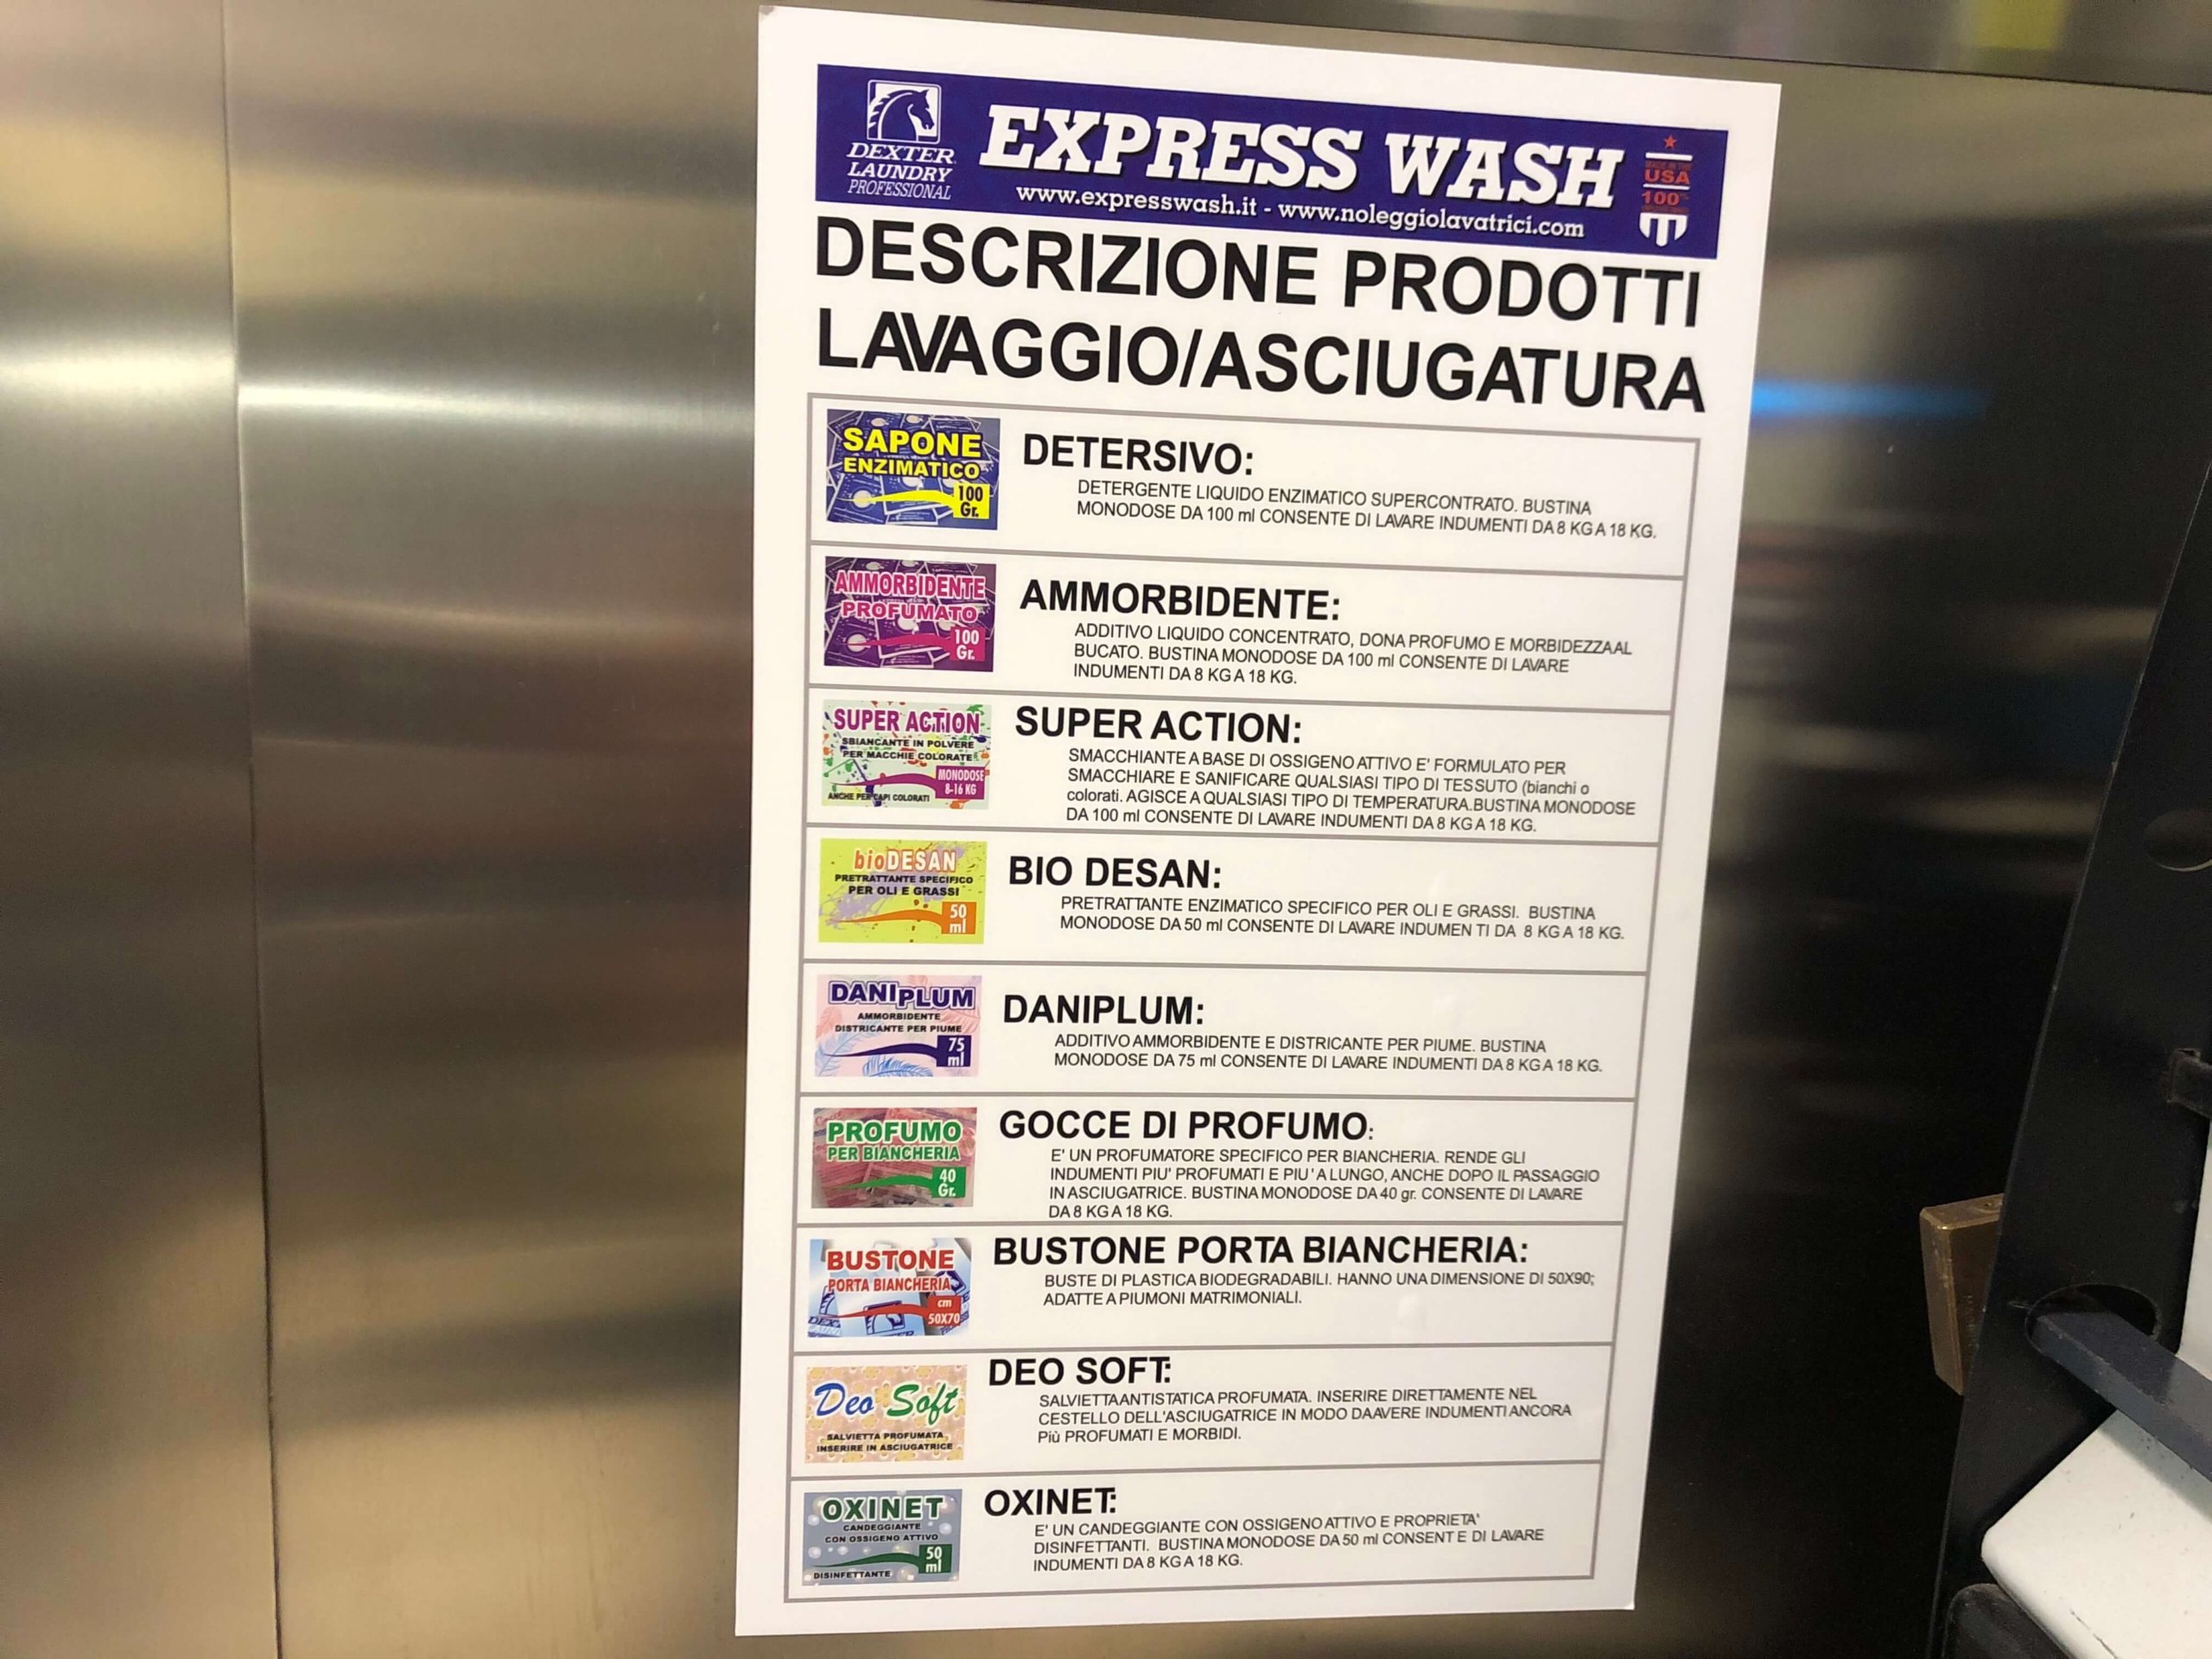 DEXTER
LAUNDRY
PROFESSIONAL
EXPRESS WASH
www.expresswash.it - www.noleggiolavatrici.com
USA
100
DESCRIZIONE PRODOTTI
LAVAGGIO/ASCIUGATURA
SAPONE
ENZIMATICO
100
Gr.
DETERSIVO:
DETERGENTE LIQUIDO ENZIMATICO SUPERCONTRATO. BUSTINA
MONODOSE DA 100 ml CONSENTE DI LAVARE INDUMENTI DA 8 KG A 18 KG.
AMMORBIDENTE
PROFUMATO
100
Gr.
AMMORBIDENTE:
ADDITIVO LIQUIDO CONCENTRATO, DONA PROFUMO E MORBIDEZZA AL
BUCATO. BUSTINA MONODOSE DA 100 ml CONSENTE DI LAVARE
INDUMENTI DA 8 KG A 18 KG.
SUPER ACTION
SBIANCANTE IN POLVERE
PER MACCHIE COLORATE
MONODOSE
8-16 KG
ANCHE PER CAPI COLORATI
SUPER ACTION:
SMACCHIANTE A BASE DI OSSIGENO ATTIVO E' FORMULATO PER
SMACCHIARE E SANIFICARE QUALSIASI TIPO DI TESSUTO (bianchi o
colorati. AGISCE A QUALSIASI TIPO DI TEMPERATURA.BUSTINA MONODOSE
DA 100 ml CONSENTE DI LAVARE INDUMENTI DA 8 KG A 18 KG.
bioDESAN
PRETRATTANTE SPECIFICO
PER OLI E GRASSI
50
ml
BIO DESAN:
PRETRATTANTE ENZIMATICO SPECIFICO PER OLI E GRASSI. BUSTINA
MONODOSE DA 50 ml CONSENTE DI LAVARE INDUMEN TI DA 8 KG A 18 KG.
DANIPLUM
AMMORBIDENTE
DISTRICANTE PER PIUME
75
ml
DANIPLUM:
ADDITIVO AMMORBIDENTE E DISTRICANTE PER PIUME. BUSTINA
MONODOSE DA 75 ml CONSENTE DI LAVARE INDUMENTI DA 8 KG A 18 KG.
PROFUMO
PER BIANCHERIA
40
Gr.
GOCCE DI PROFUMO:
E' UN PROFUMATORE SPECIFICO PER BIANCHERIA. RENDE GLI
INDUMENTI PIU' PROFUMATI E PIU' A LUNGO, ANCHE DOPO IL PASSAGGIO
IN ASCIUGATRICE. BUSTINA MONODOSE DA 40 gr. CONSENTE DI LAVARE
DA 8 KG A 18 KG.
BUSTONE
PORTA BIANCHERIA
cm
50X70
BUSTONE PORTA BIANCHERIA:
BUSTE DI PLASTICA BIODEGRADABILI. HANNO UNA DIMENSIONE DI 50X90;
ADATTE A PIUMONI MATRIMONIALI.
Deo Soft
SALVIETTA PROFUMATA
INSERIRE IN ASCIUGATRICE
DEO SOFT:
SALVIETTA ANTISTATICA PROFUMATA. INSERIRE DIRETTAMENTE NEL
CESTELLO DELL'ASCIUGATRICE IN MODO DA AVERE INDUMENTI ANCORA
Più PROFUMATI E MORBIDI.
OXINET
CANDEGGIANTE
CON OSSIGENO ATTIVO
50
ml
DISINFETTANTE
OXINET:
E' UN CANDEGGIANTE CON OSSIGENO ATTIVO E PROPRIETA'
DISINFETTANTI. BUSTINA MONODOSE DA 50 ml CONSENT E DI LAVARE
INDUMENTI DA 8 KG A 18 KG.